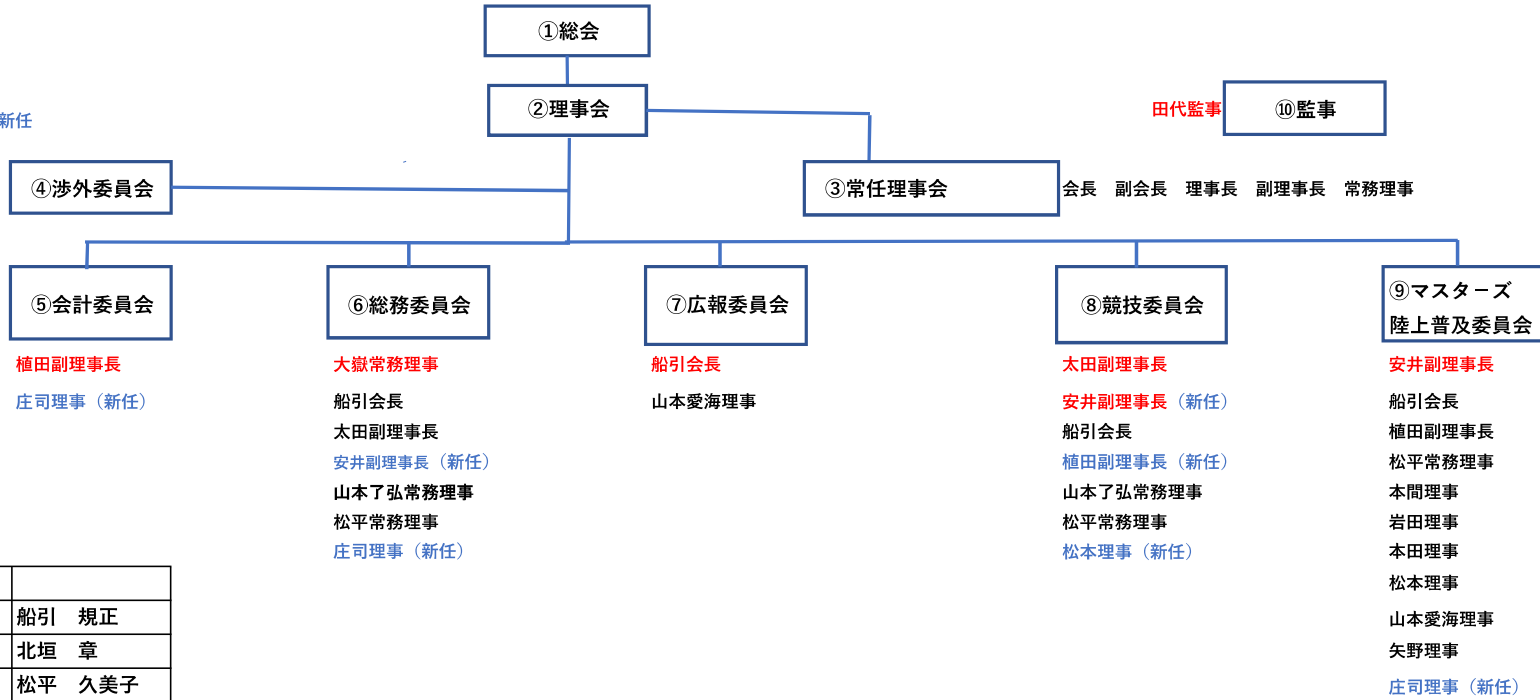 ①総会
②理事会
新任
田代監事
⑩監事
④渉外委員会
③常任理事会
会長　副会長　理事長　副理事長　常務理事
⑤会計委員会
植田副理事長
庄司理事（新任）
⑥総務委員会
大嶽常務理事
船引会長
太田副理事長
安井副理事長（新任）
山本了弘常務理事
松平常務理事
庄司理事（新任）
⑦広報委員会
船引会長
山本愛海理事
⑧競技委員会
太田副理事長
安井副理事長（新任）
船引会長
植田副理事長（新任）
山本了弘常務理事
松平常務理事
松本理事（新任）
⑨マスターズ
陸上普及委員会
安井副理事長
船引会長
植田副理事長
松平常務理事
本間理事
岩田理事
本田理事
松本理事
山本愛海理事
矢野理事
庄司理事（新任）
船引　規正
北垣　章
松平　久美子